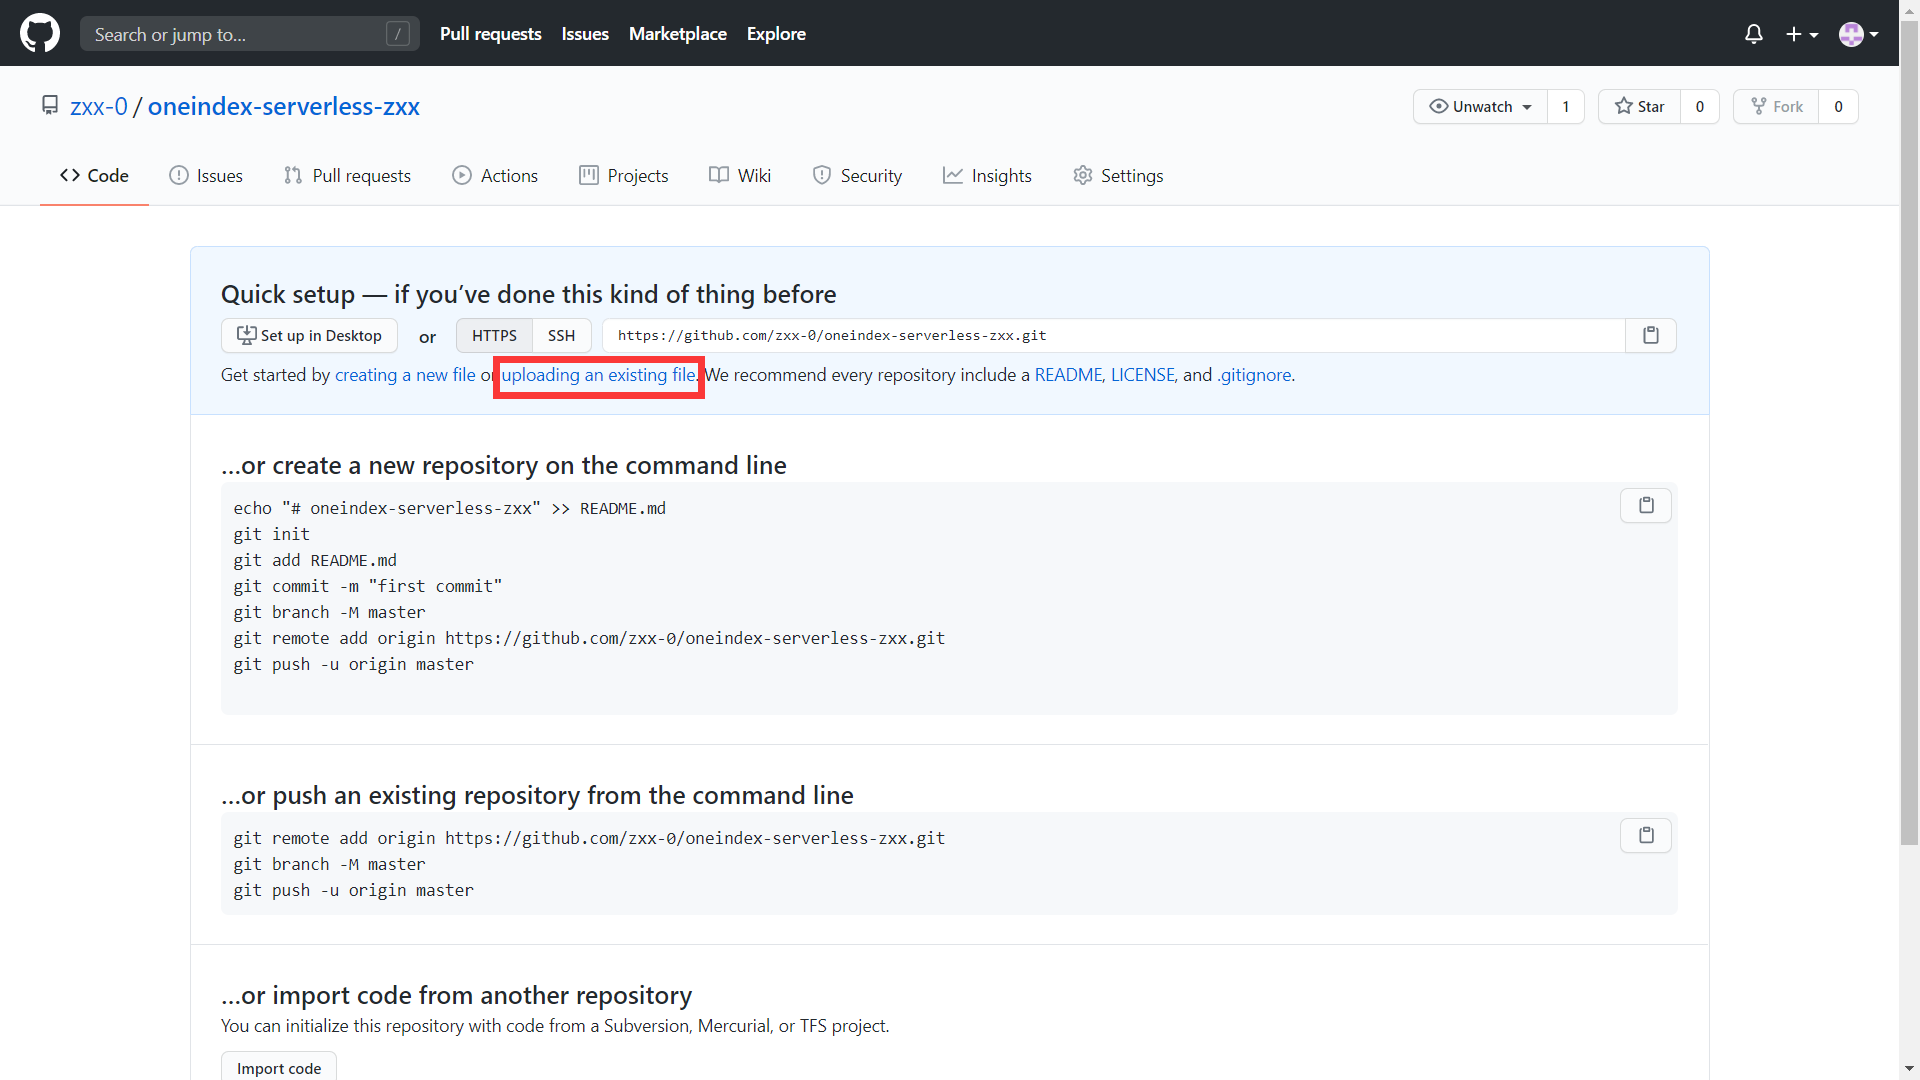 Search or jump to...
/
Pull requests
Issues
Marketplace
Explore
zxx-0 / oneindex-serverless-zxx
Unwatch
1
Star
0
Fork
0
Code
Issues
Pull requests
Actions
Projects
Wiki
Security
Insights
Settings
Quick setup — if you’ve done this kind of thing before
Set up in Desktop
or
HTTPS
SSH
https://github.com/zxx-0/oneindex-serverless-zxx.git
Get started by creating a new file or uploading an existing file. We recommend every repository include a README, LICENSE, and .gitignore.
…or create a new repository on the command line
echo "# oneindex-serverless-zxx" >> README.md
git init
git add README.md
git commit -m "first commit"
git branch -M master
git remote add origin https://github.com/zxx-0/oneindex-serverless-zxx.git
git push -u origin master
…or push an existing repository from the command line
git remote add origin https://github.com/zxx-0/oneindex-serverless-zxx.git
git branch -M master
git push -u origin master
…or import code from another repository
You can initialize this repository with code from a Subversion, Mercurial, or TFS project.
Import code